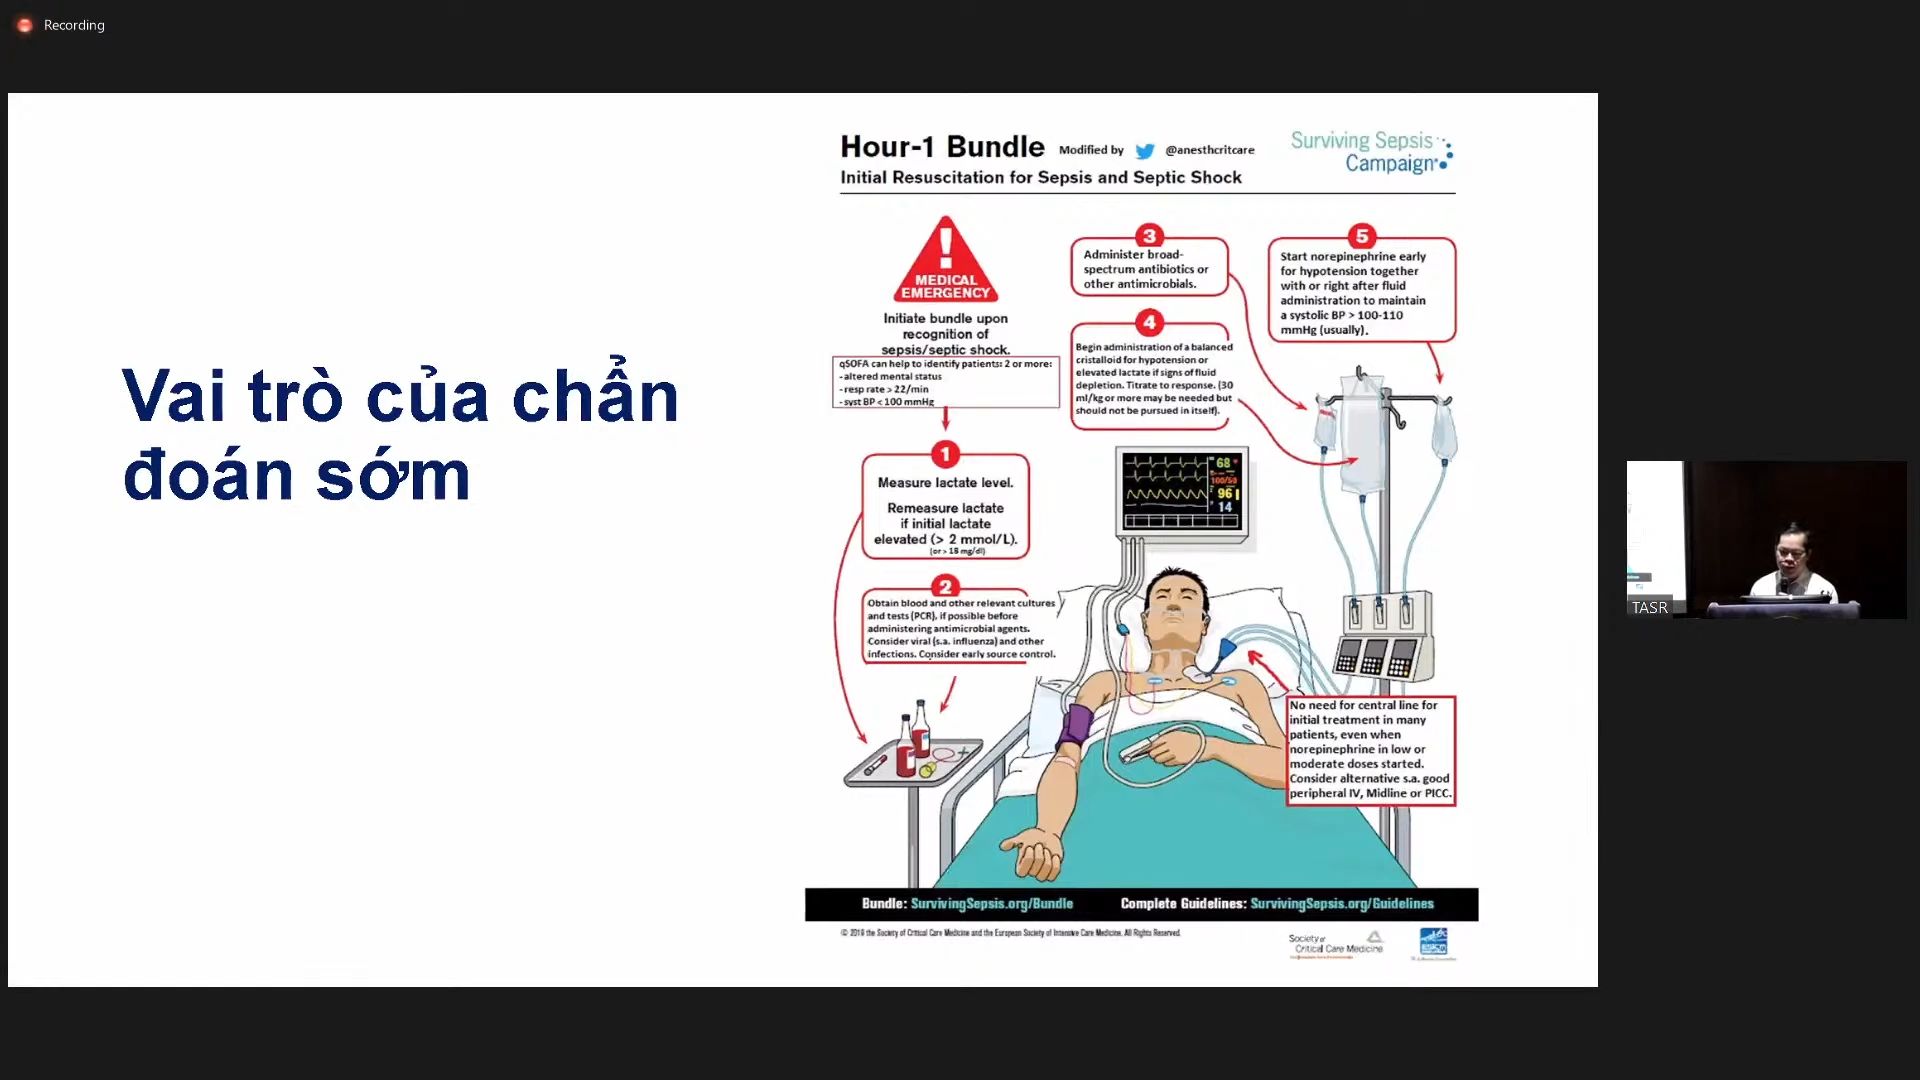 Recording
Vai trò của chẩn
đoán sớm
Hour-1 Bundle Modified by @anesthcritcare
Surviving Sepsis
Campaign
Initial Resuscitation for Sepsis and Septic Shock
!
MEDICAL
EMERGENCY
Initiate bundle upon
recognition of
sepsis/septic shock.
qSOFA can help to identify patients: 2 or more:
- altered mental status
- resp rate > 22/min
- syst BP < 100 mmHg
1
Measure lactate level.
Remeasure lactate
if initial lactate
elevated (> 2 mmol/L).
(or > 18 mg/dl)
2
Obtain blood and other relevant cultures
and tests (PCR), if possible before
administering antimicrobial agents.
Consider viral (s.a. influenza) and other
infections. Consider early source control.
3
Administer broad-
spectrum antibiotics or
other antimicrobials.
4
Begin administration of a balanced
cristalloid for hypotension or
elevated lactate if signs of fluid
depletion. Titrate to response. (30
ml/kg or more may be needed but
should not be pursued in itself).
5
Start norepinephrine early
for hypotension together
with or right after fluid
administration to maintain
a systolic BP > 100-110
mmHg (usually).
68
100/50
96
14
No need for central line for
initial treatment in many
patients, even when
norepinephrine in low or
moderate doses started.
Consider alternative s.a. good
peripheral IV, Midline or PICC.
Bundle: SurvivingSepsis.org/Bundle Complete Guidelines: SurvivingSepsis.org/Guidelines
© 2019 the Society of Critical Care Medicine and the European Society of Intensive Care Medicine. All Rights Reserved.
Society of
Critical Care Medicine
ESICM
TASR